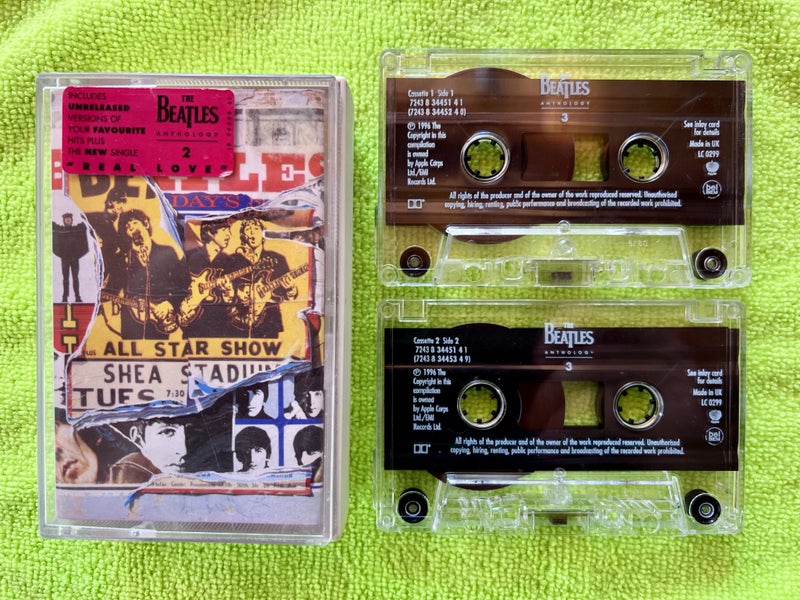 INCLUDES
UNRELEASED
VERSIONS OF
YOUR FAVOURITE
HITS PLUS
THE NEW SINGLE
"REAL LOVE"
THE
BEATLES
ANTHOLOGY
2
BEATLES
DAY'S
ALL STAR SHOW
SHEA STADIUM
TUES 7:30
Cassette 1 Side 1
7243 8 34451 4 1
(7243 8 34452 4 0)
℗ 1996 The
Copyright in this
compilation
is owned
by Apple Corps
Ltd./EMI
Records Ltd.
THE
BEATLES
ANTHOLOGY
3
See inlay card
for details
Made in UK
LC 0299
All rights of the producer and of the owner of the work reproduced reserved. Unauthorised
copying, hiring, renting, public performance and broadcasting of the recorded work prohibited.
Cassette 2 Side 2
7243 8 34451 4 1
(7243 8 34453 4 9)
℗ 1996 The
Copyright in this
compilation
is owned
by Apple Corps
Ltd./EMI
Records Ltd.
THE
BEATLES
ANTHOLOGY
3
See inlay card
for details
Made in UK
LC 0299
All rights of the producer and of the owner of the work reproduced reserved. Unauthorised
copying, hiring, renting, public performance and broadcasting of the recorded work prohibited.